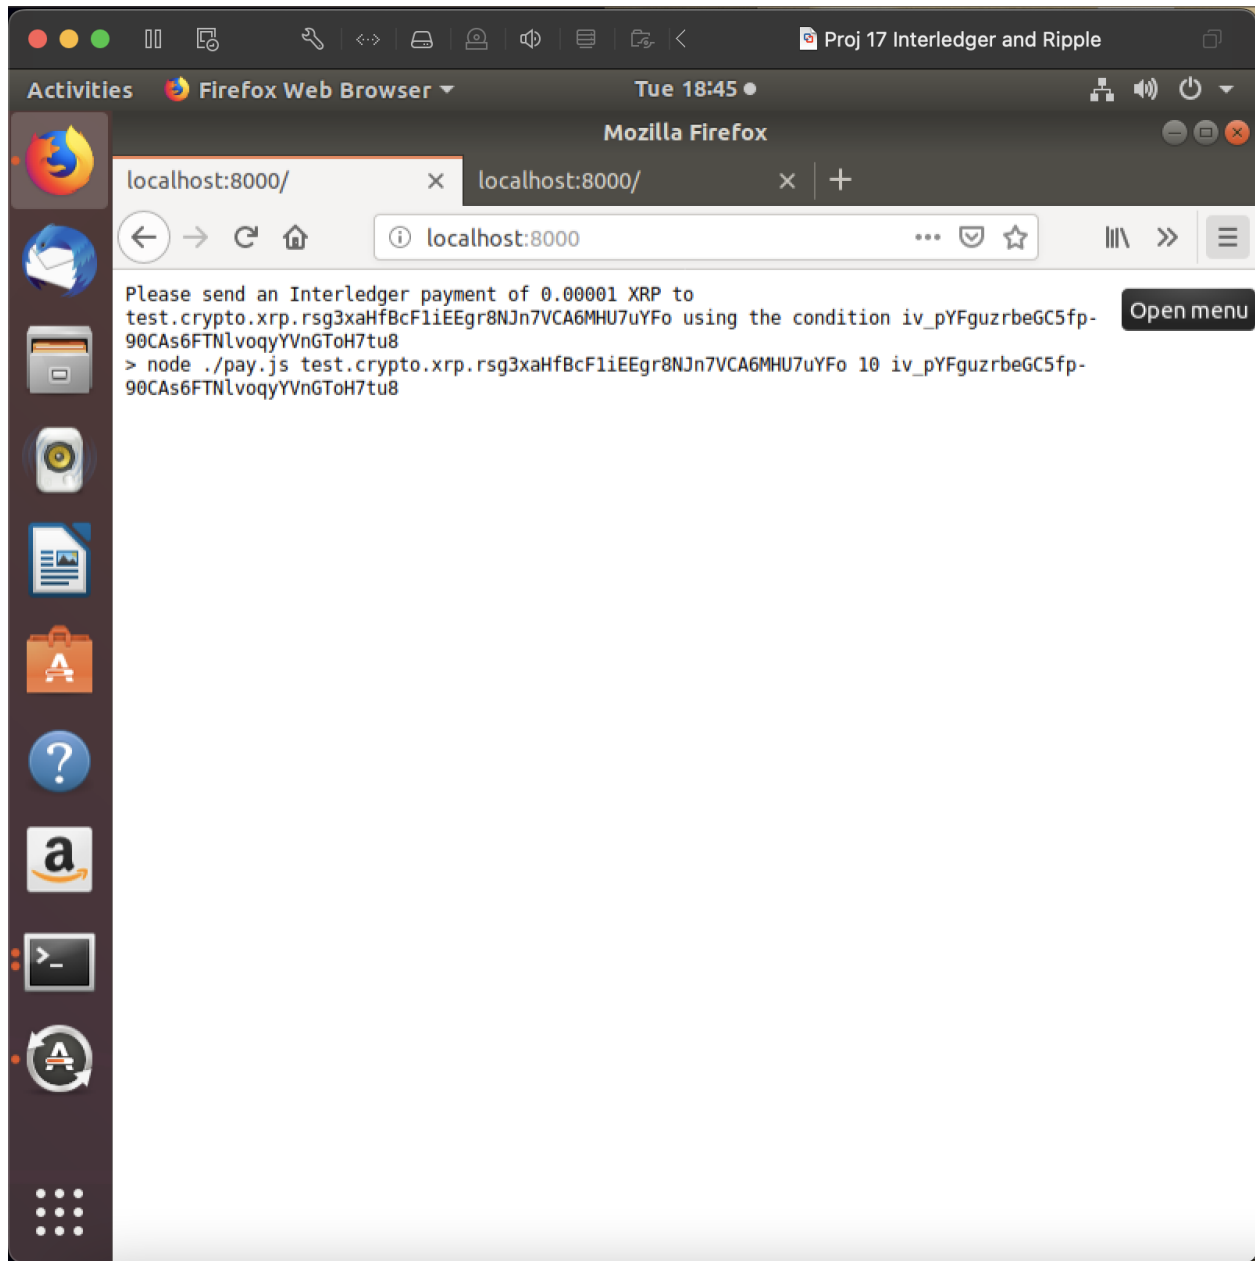 Proj 17 Interledger and Ripple
Activities Firefox Web Browser Tue 18:45
Mozilla Firefox
localhost:8000/ localhost:8000/
localhost:8000
Open menu
Please send an Interledger payment of 0.00001 XRP to
test.crypto.xrp.rsg3xaHfBcF1iEEgr8NJn7VCA6MHU7uYFo using the condition iv_pYFguzrbeGC5fp-
90CAs6FTNlvoqyYVnGToH7tu8
> node ./pay.js test.crypto.xrp.rsg3xaHfBcF1iEEgr8NJn7VCA6MHU7uYFo 10 iv_pYFguzrbeGC5fp-
90CAs6FTNlvoqyYVnGToH7tu8